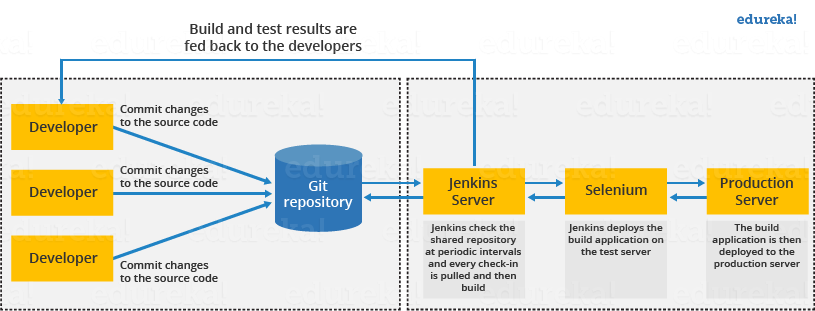 edureka!
Build and test results are
fed back to the developers
Developer
Commit changes
to the source code
Developer
Commit changes
to the source code
Developer
Commit changes
to the source code
Git
repository
Jenkins
Server
Jenkins check the
shared repository
at periodic intervals
and every check-in
is pulled and then
build
Selenium
Jenkins deploys the
build application on
the test server
Production
Server
The build
application is then
deployed to the
production server